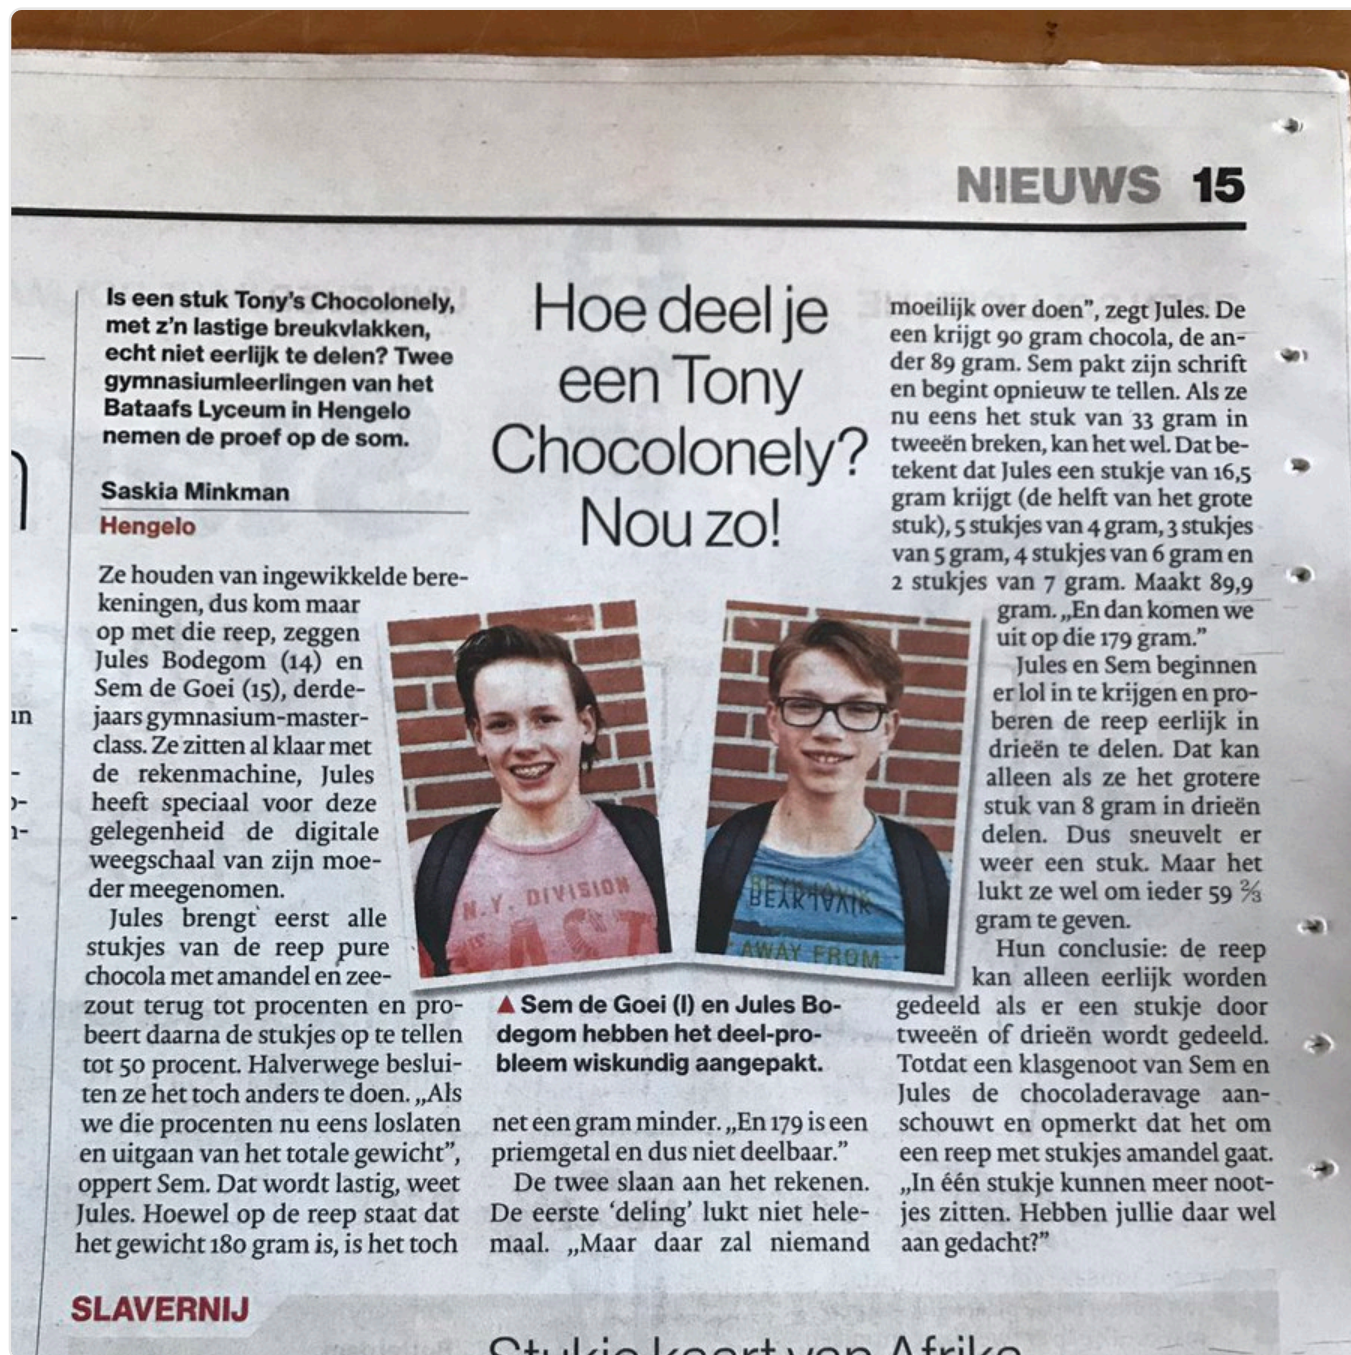 NIEUWS 15
Is een stuk Tony's Chocolonely,
met z'n lastige breukvlakken,
echt niet eerlijk te delen? Twee
gymnasiumleerlingen van het
Bataafs Lyceum in Hengelo
nemen de proef op de som.
Saskia Minkman
Hengelo
Hoe deel je
een Tony
Chocolonely?
Nou zo!
Ze houden van ingewikkelde bere-
keningen, dus kom maar
op met die reep, zeggen
Jules Bodegom (14) en
Sem de Goei (15), derde-
jaars gymnasium-master-
class. Ze zitten al klaar met
de rekenmachine, Jules
heeft speciaal voor deze
gelegenheid de digitale
weegschaal van zijn moe-
der meegenomen.
Jules brengt eerst alle
stukjes van de reep pure
chocola met amandel en zee-
zout terug tot procenten en pro-
beert daarna de stukjes op te tellen
tot 50 procent. Halverwege beslui-
ten ze het toch anders te doen. „Als
we die procenten nu eens loslaten
en uitgaan van het totale gewicht”,
oppert Sem. Dat wordt lastig, weet
Jules. Hoewel op de reep staat dat
het gewicht 180 gram is, is het toch
N.Y. DIVISION
EAST
REYKJAVIK
AWAY FROM
▲ Sem de Goei (l) en Jules Bo-
degom hebben het deel-pro-
bleem wiskundig aangepakt.
net een gram minder. „En 179 is een
priemgetal en dus niet deelbaar.”
De twee slaan aan het rekenen.
De eerste ‘deling’ lukt niet hele-
maal. „Maar daar zal niemand
moeilijk over doen”, zegt Jules. De
een krijgt 90 gram chocola, de an-
der 89 gram. Sem pakt zijn schrift
en begint opnieuw te tellen. Als ze
nu eens het stuk van 33 gram in
tweeën breken, kan het wel. Dat be-
tekent dat Jules een stukje van 16,5
gram krijgt (de helft van het grote
stuk), 5 stukjes van 4 gram, 3 stukjes
van 5 gram, 4 stukjes van 6 gram en
2 stukjes van 7 gram. Maakt 89,9
gram. „En dan komen we
uit op die 179 gram.”
Jules en Sem beginnen
er lol in te krijgen en pro-
beren de reep eerlijk in
drieën te delen. Dat kan
alleen als ze het grotere
stuk van 8 gram in drieën
delen. Dus sneuvelt er
weer een stuk. Maar het
lukt ze wel om ieder 59 ⅔
gram te geven.
Hun conclusie: de reep
kan alleen eerlijk worden
gedeeld als er een stukje door
tweeën of drieën wordt gedeeld.
Totdat een klasgenoot van Sem en
Jules de chocoladeravage aan-
schouwt en opmerkt dat het om
een reep met stukjes amandel gaat.
„In één stukje kunnen meer noot-
jes zitten. Hebben jullie daar wel
aan gedacht?”
SLAVERNIJ